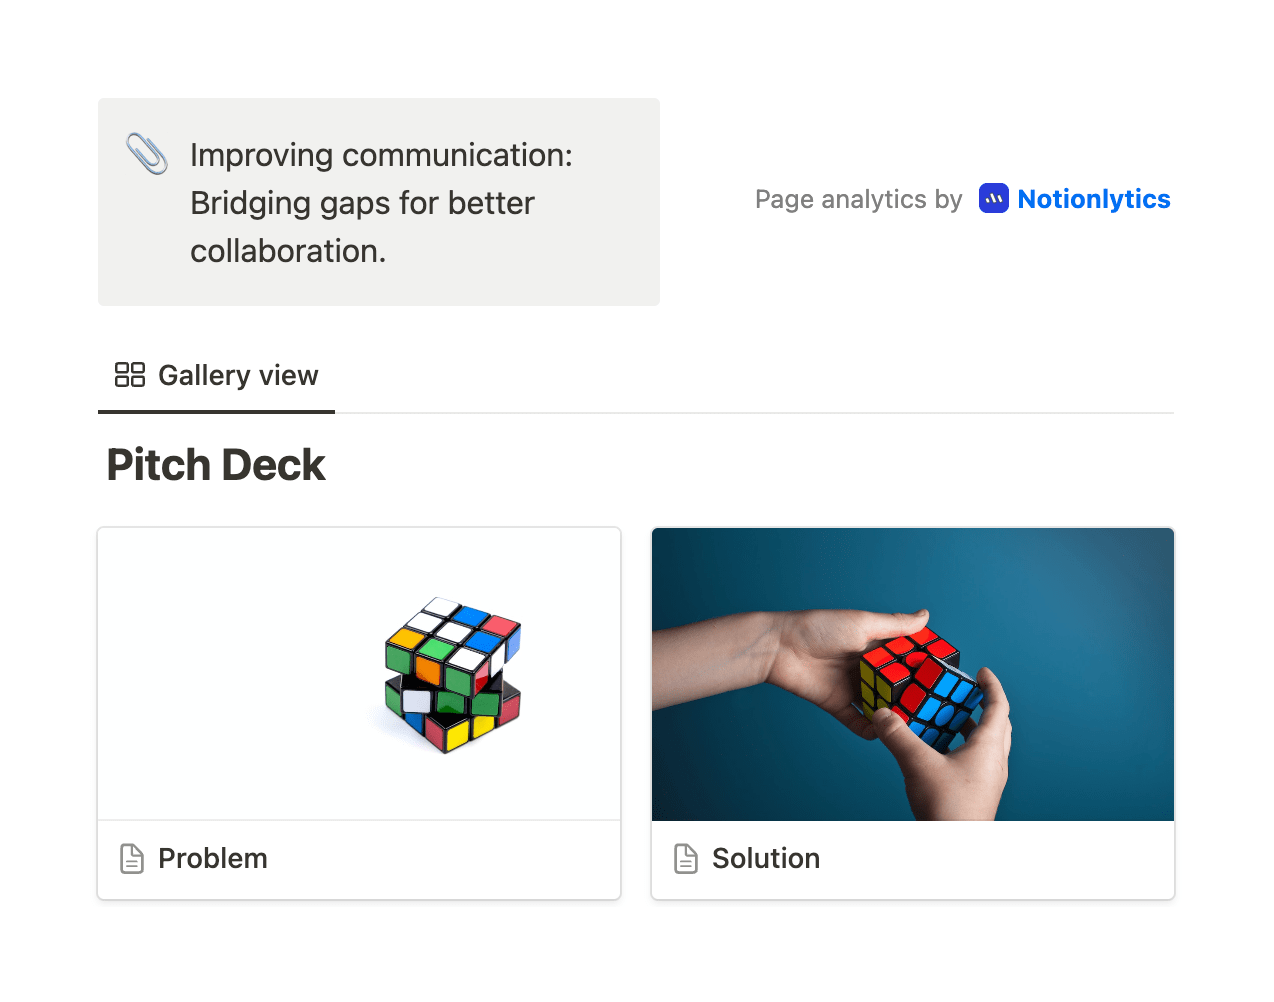 Improving communication:
Bridging gaps for better
collaboration.
Page analytics by Notionlytics
Gallery view
Pitch Deck
Problem
Solution